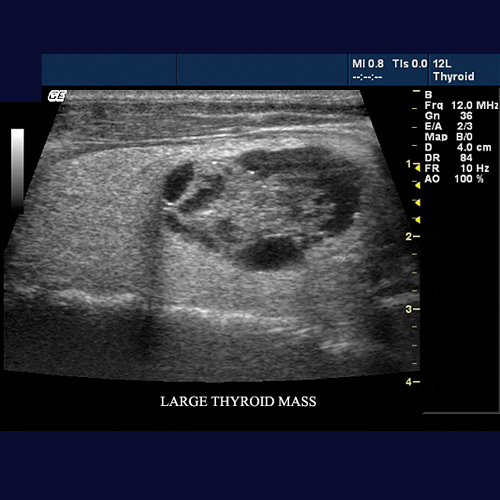 MI 0.8 TIs 0.0 12L
--:--:-- Thyroid
GE
B
Frq 12.0 MHz
Gn 36
E/A 2/3
Map B/0
D 4.0 cm
DR 84
FR 10 Hz
AO 100 %
1
2
3
4
LARGE THYROID MASS